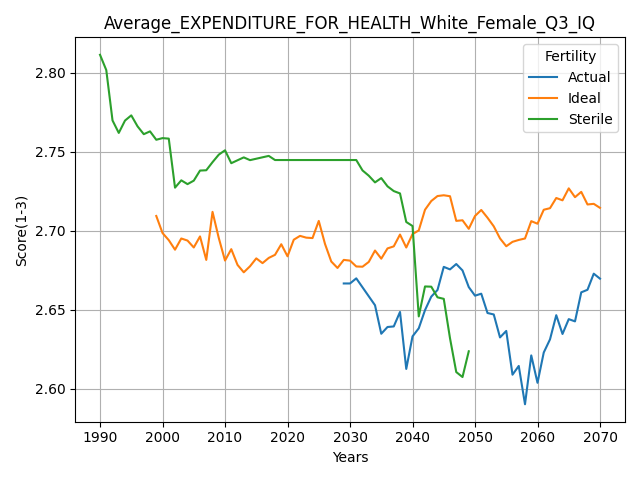 Average_EXPENDITURE_FOR_HEALTH_White_Female_Q3_IQ
Fertility
Actual
Ideal
Sterile
Score(1-3)
2.80
2.75
2.70
2.65
2.60
1990 2000 2010 2020 2030 2040 2050 2060 2070
Years